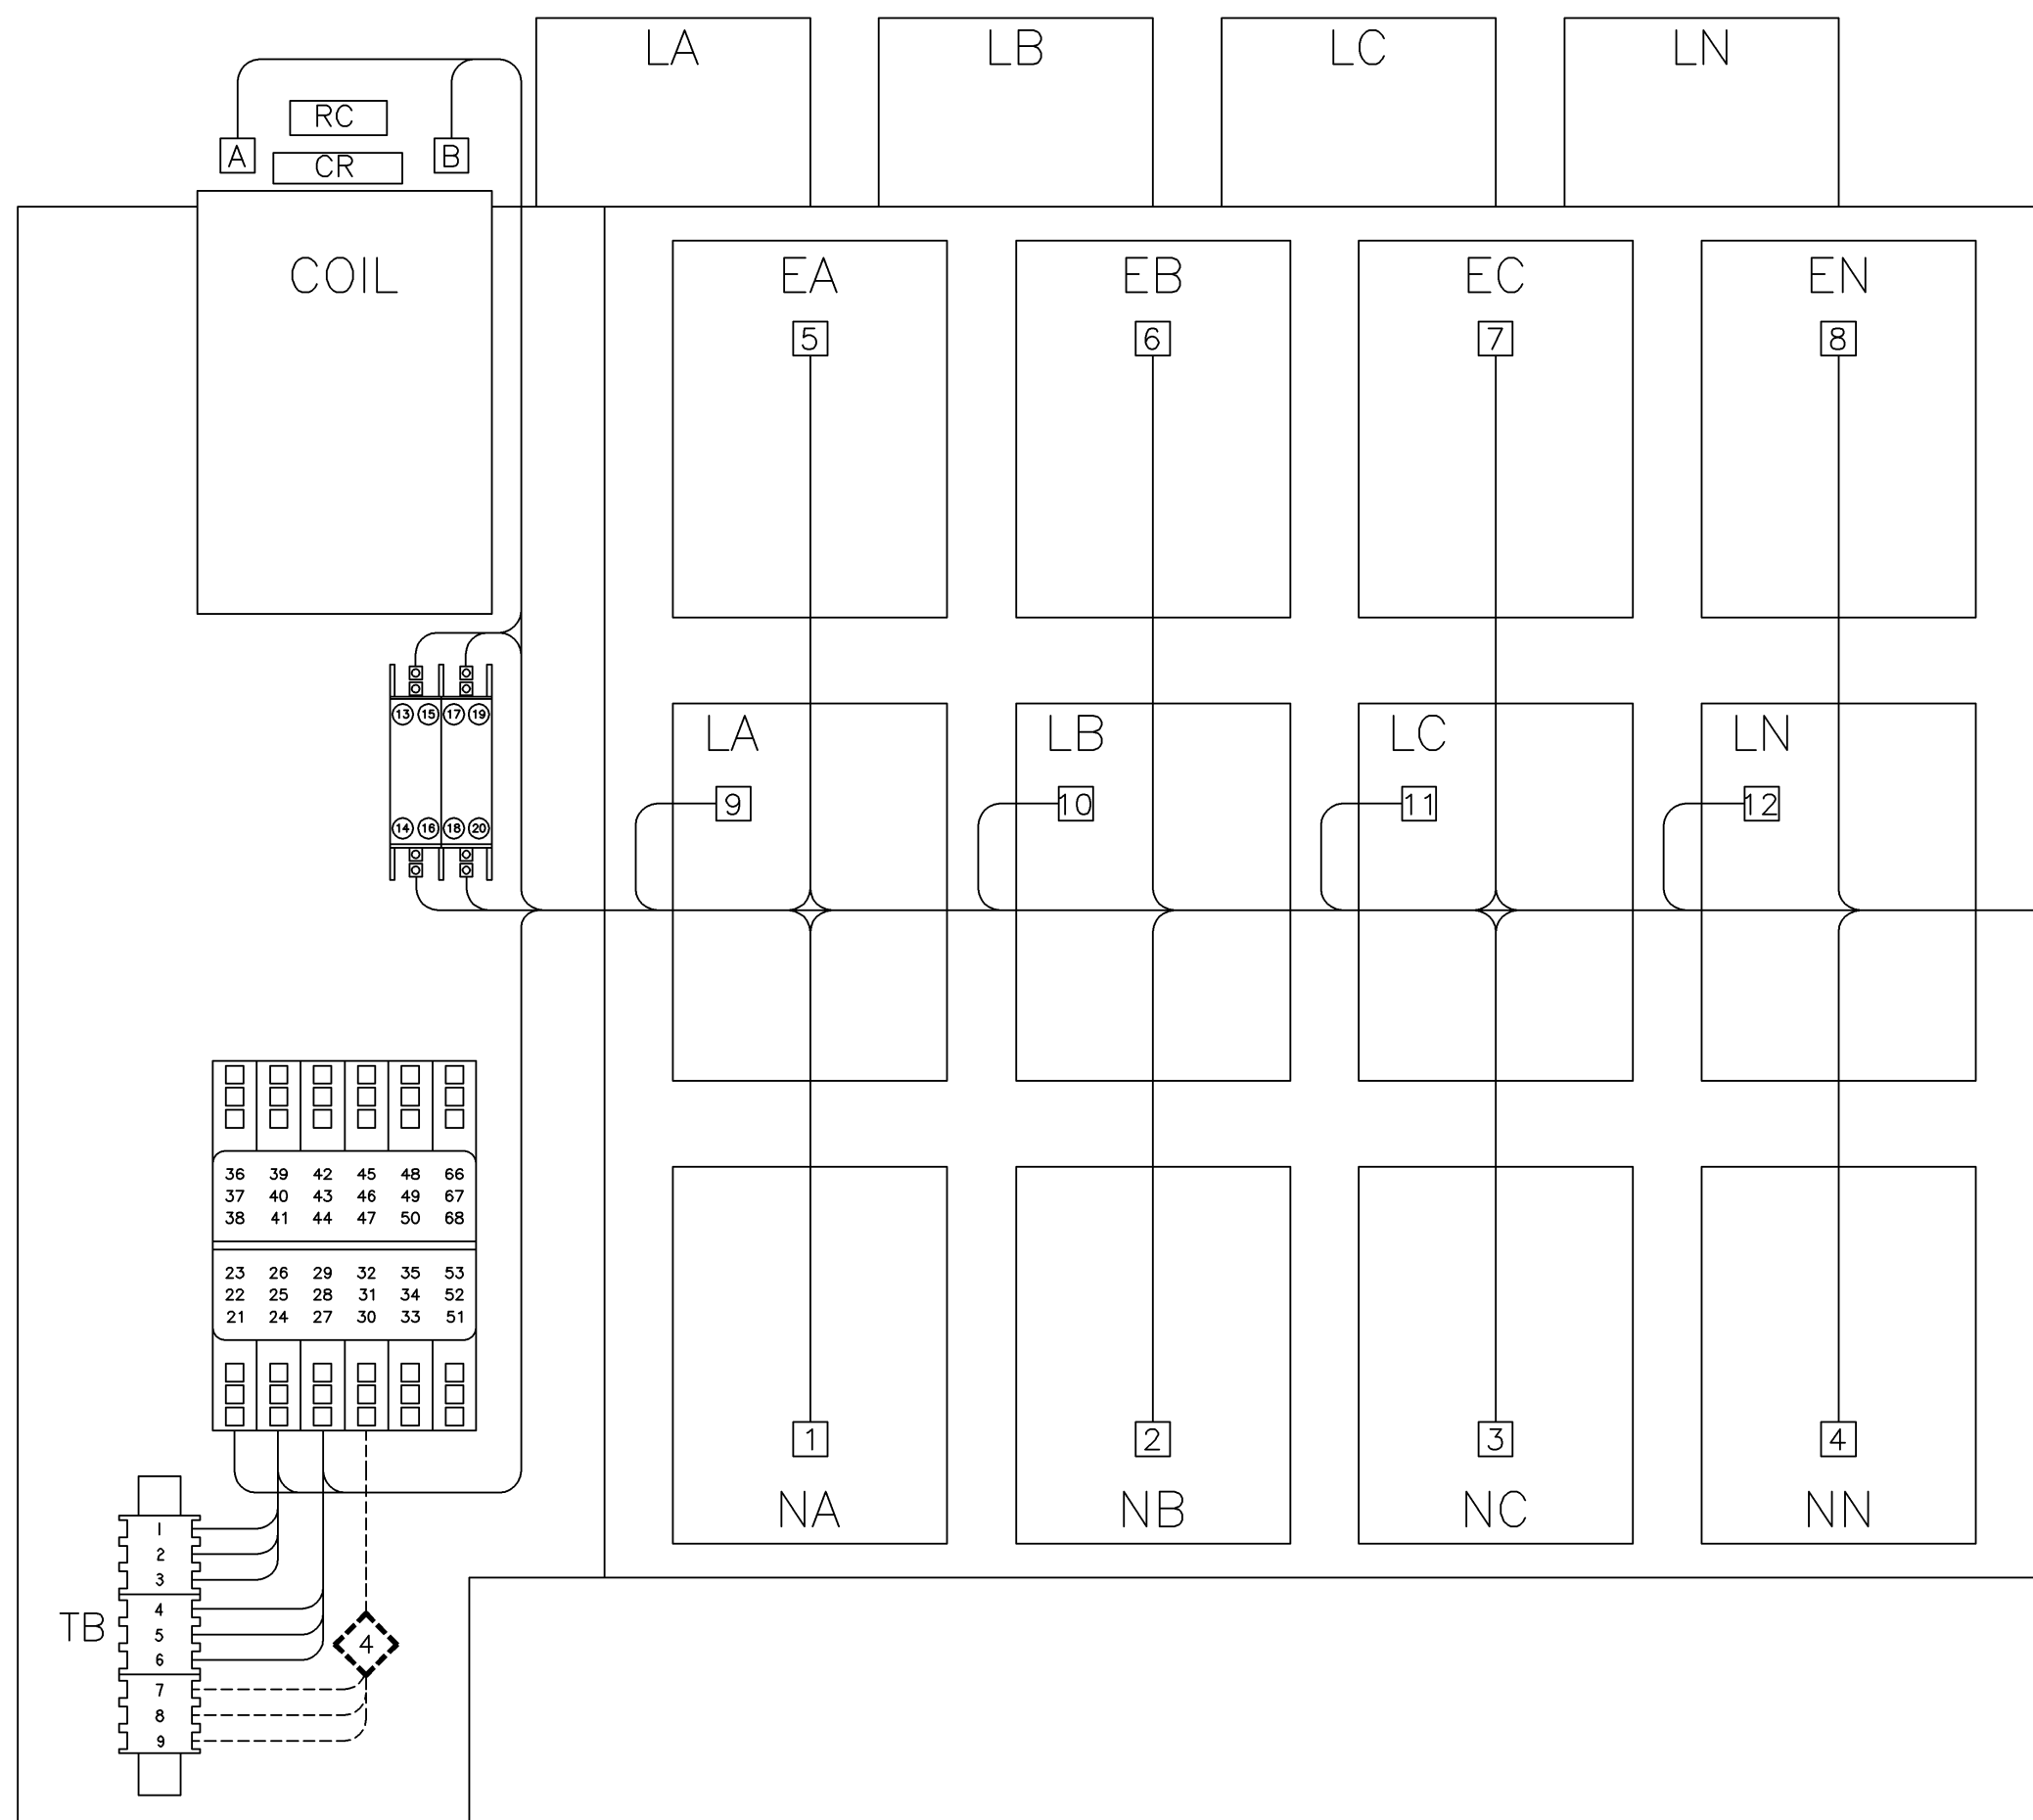 LA LB LC LN
RC
A CR B
COIL EA EB EC EN
5 6 7 8
13 15 17 19
LA LB LC LN
9 10 11 12
14 16 18 20
36 39 42 45 48 66
37 40 43 46 49 67
38 41 44 47 50 68
23 26 29 32 35 53
22 25 28 31 34 52
21 24 27 30 33 51
1 2 3 4
NA NB NC NN
1
2
3
4
TB 5
6
4
7
8
9